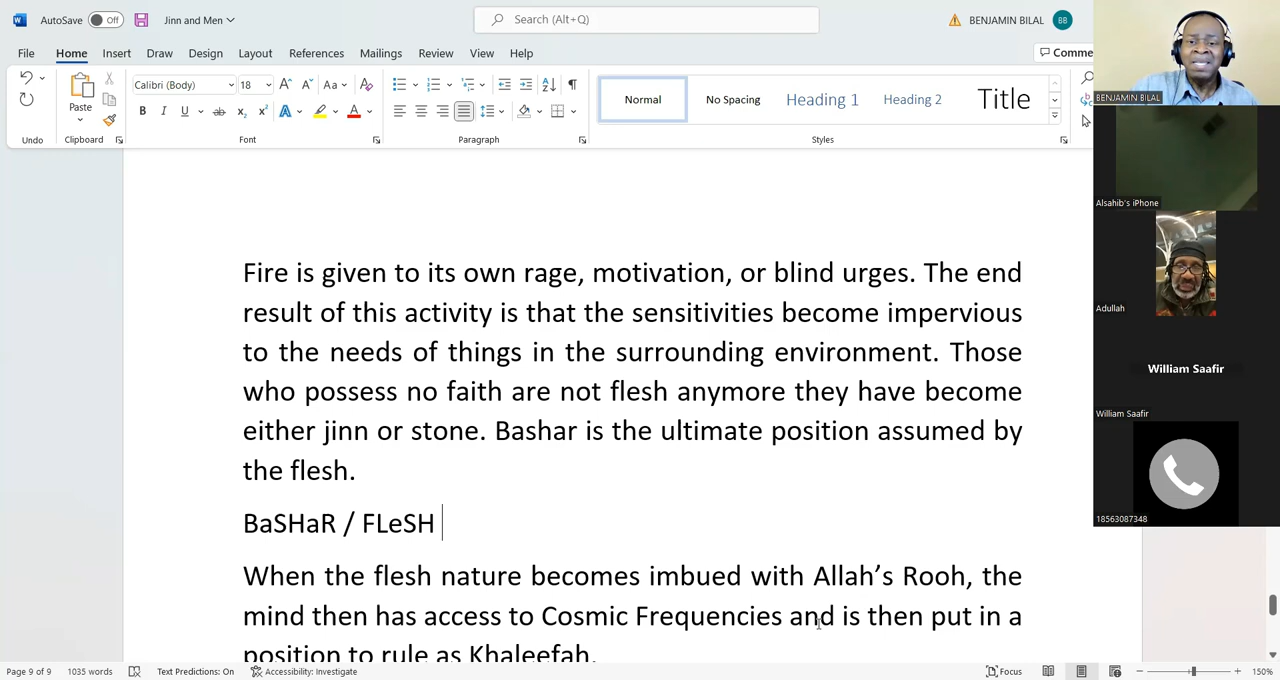 AutoSave Off Jinn and Men Search (Alt+Q) BENJAMIN BILAL BB
File Home Insert Draw Design Layout References Mailings Review View Help Comme
Calibri (Body) 18 Aa
Paste
B I U ab x₂ x² A A
Normal No Spacing Heading 1 Heading 2 Title
Undo Clipboard Font Paragraph Styles
Fire is given to its own rage, motivation, or blind urges. The end
result of this activity is that the sensitivities become impervious
to the needs of things in the surrounding environment. Those
who possess no faith are not flesh anymore they have become
either jinn or stone. Bashar is the ultimate position assumed by
the flesh.
BaSHaR / FLeSH
When the flesh nature becomes imbued with Allah’s Rooh, the
mind then has access to Cosmic Frequencies and is then put in a
position to rule as Khaleefah.
BENJAMIN BILAL
Alsahib's iPhone
Adullah
William Saafir
William Saafir
18563087348
Page 9 of 9 1035 words Text Predictions: On Accessibility: Investigate Focus 150%